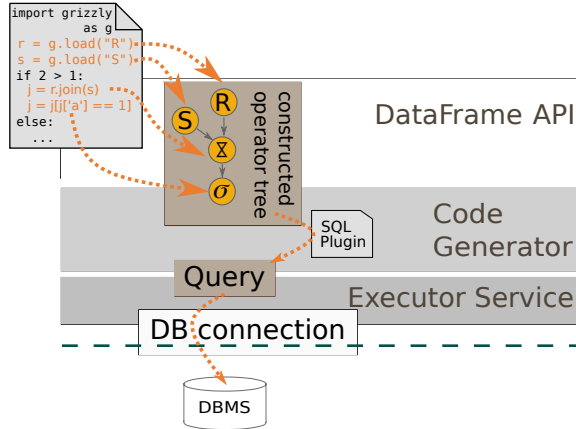 import grizzly
as g
r = g.load("R")
s = g.load("S")
if 2 > 1:
j = r.join(s)
j = j[j['a'] == 1]
else:
...
R
S
⋈
σ
constructed
operator tree
DataFrame API
SQL
Plugin
Code
Generator
Query
Executor Service
DB connection
DBMS